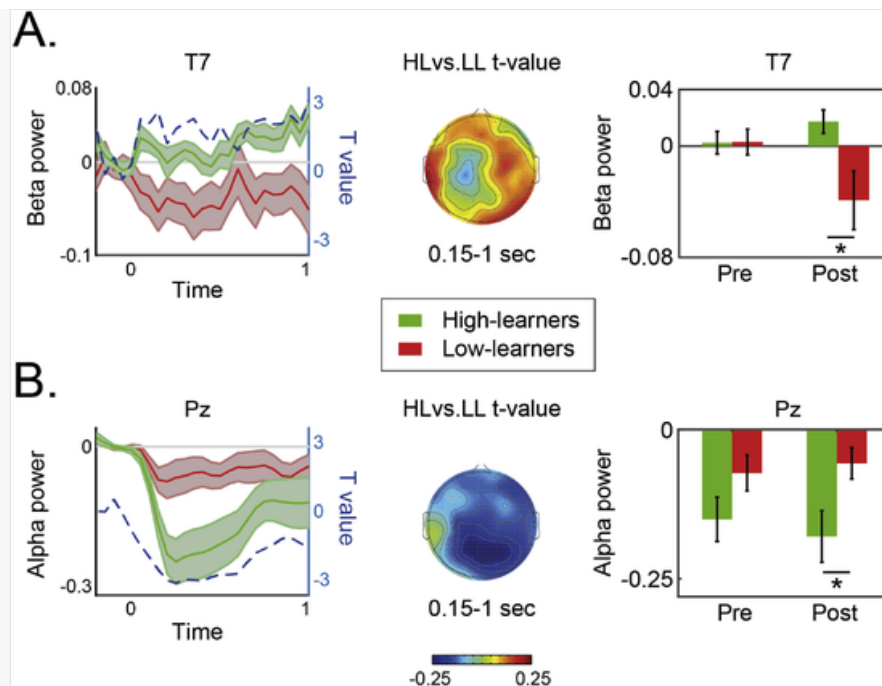 A.
T7
HLvs.LL t-value
T7
0.08
0
-0.1
Beta power
3
0
-3
T value
0
1
Time
0.15-1 sec
0.04
0
-0.08
Beta power
*
Pre
Post
High-learners
Low-learners
B.
Pz
HLvs.LL t-value
Pz
0
-0.3
Alpha power
3
0
-3
T value
0
1
Time
0.15-1 sec
-0.25
0.25
0
-0.25
Alpha power
*
Pre
Post